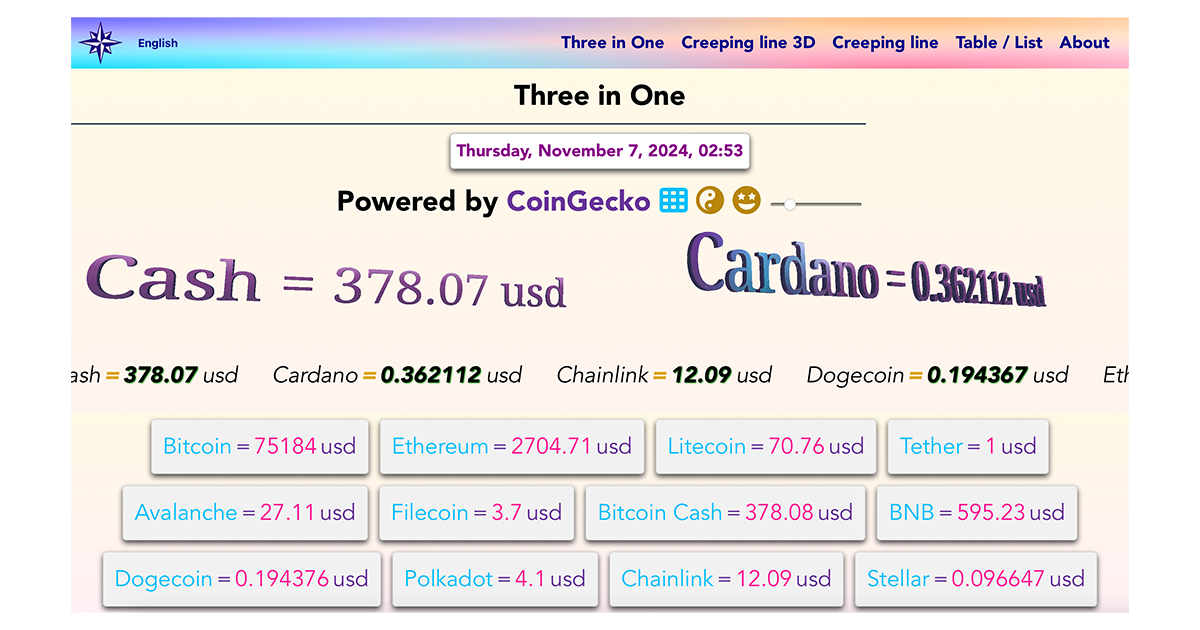 English Three in One Creeping line 3D Creeping line Table / List About
Three in One
Thursday, November 7, 2024, 02:53
Powered by CoinGecko
Cash = 378.07 usd Cardano = 0.362112 usd
ash = 378.07 usd Cardano = 0.362112 usd Chainlink = 12.09 usd Dogecoin = 0.194367 usd Eth
Bitcoin = 75184 usd Ethereum = 2704.71 usd Litecoin = 70.76 usd Tether = 1 usd
Avalanche = 27.11 usd Filecoin = 3.7 usd Bitcoin Cash = 378.08 usd BNB = 595.23 usd
Dogecoin = 0.194376 usd Polkadot = 4.1 usd Chainlink = 12.09 usd Stellar = 0.096647 usd